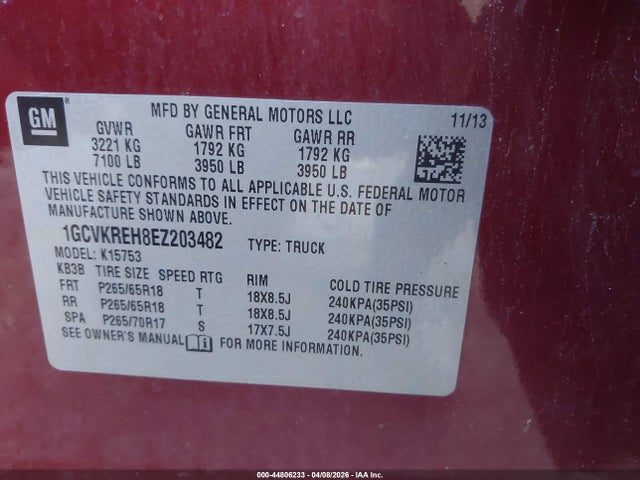 GM
MFD BY GENERAL MOTORS LLC
11/13
GVWR GAWR FRT GAWR RR
3221 KG 1792 KG 1792 KG
7100 LB 3950 LB 3950 LB
THIS VEHICLE CONFORMS TO ALL APPLICABLE U.S. FEDERAL MOTOR
VEHICLE SAFETY STANDARDS IN EFFECT ON THE DATE OF
MANUFACTURE SHOWN ABOVE.
1GCVKREH8EZ203482 TYPE: TRUCK
MODEL: K15753
KB3B TIRE SIZE SPEED RTG RIM COLD TIRE PRESSURE
FRT P265/65R18 T 18X8.5J 240KPA(35PSI)
RR P265/65R18 T 18X8.5J 240KPA(35PSI)
SPA P265/70R17 S 17X7.5J 240KPA(35PSI)
SEE OWNER'S MANUAL i FOR MORE INFORMATION.
000-44806233 - 04/08/2026 - IAA Inc.